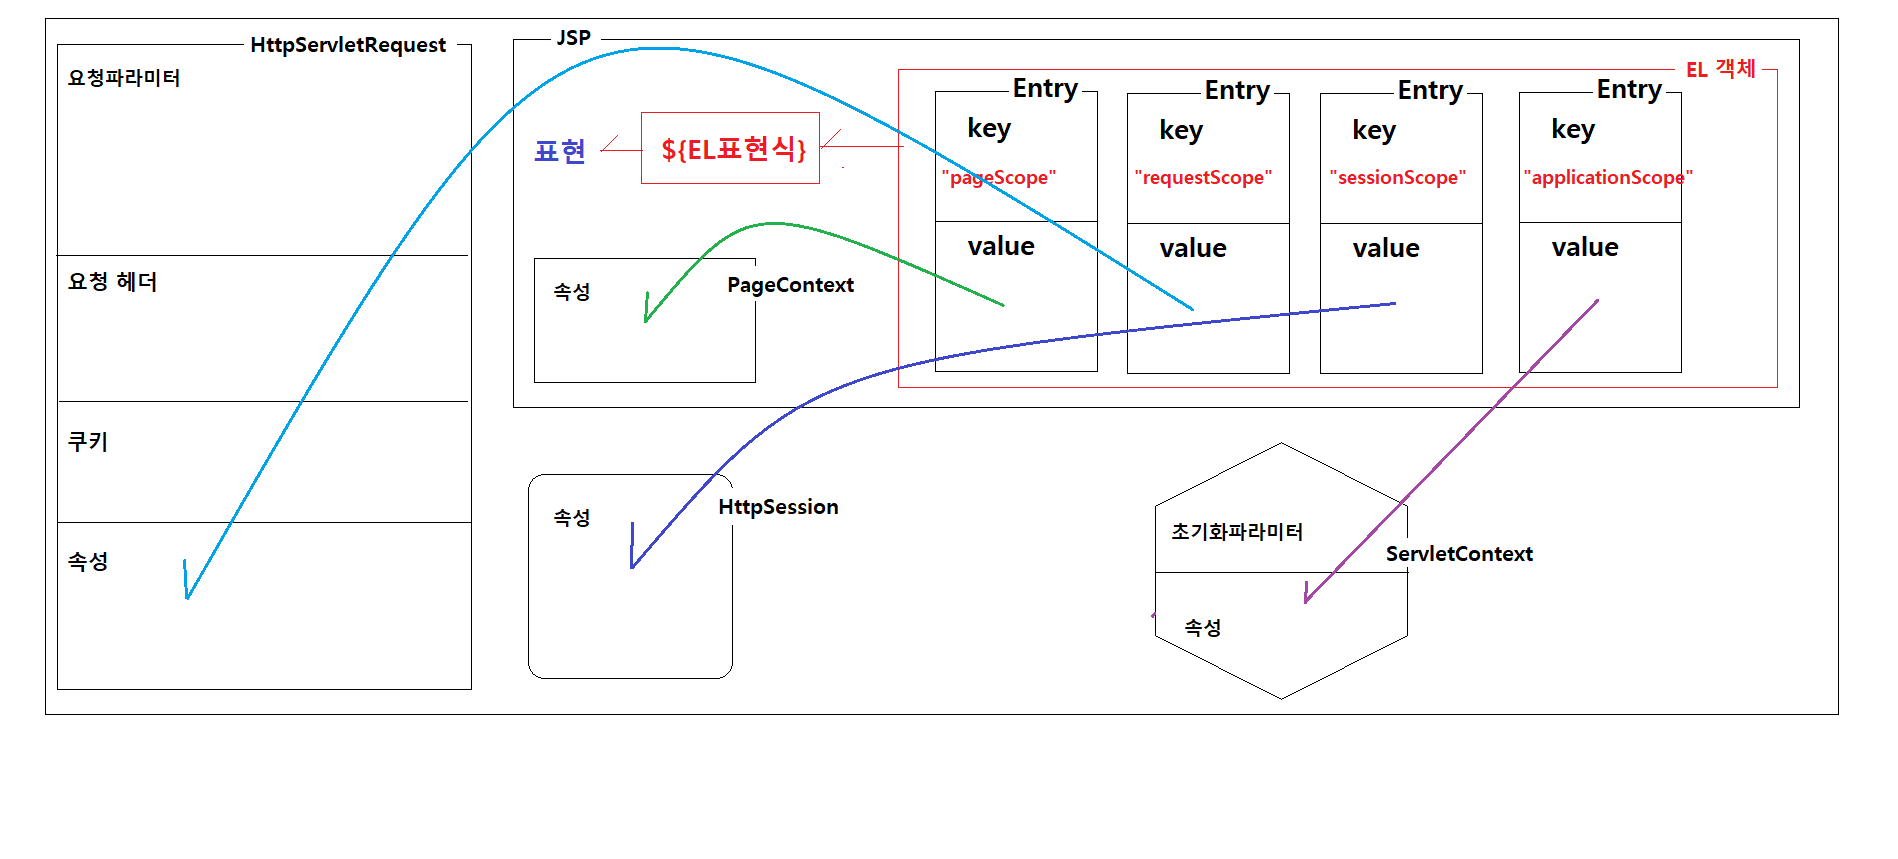 HttpServletRequest
요청파라미터
요청 헤더
쿠키
속성
JSP
표현
${EL표현식}
EL 객체
Entry
key
"pageScope"
value
Entry
key
"requestScope"
value
Entry
key
"sessionScope"
value
Entry
key
"applicationScope"
value
속성
PageContext
속성
HttpSession
초기화파라미터
ServletContext
속성